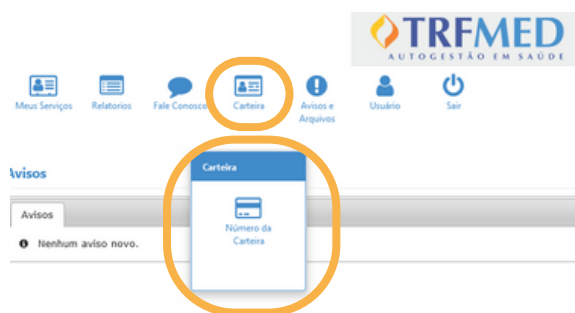 TRFMED
AUTOGESTÃO EM SAÚDE
Meus Serviços
Relatorios
Fale Conosco
Carteira
Avisos e
Arquivos
Usuário
Sair
Avisos
Carteira
Número da
Carteira
Avisos
Nenhum aviso novo.